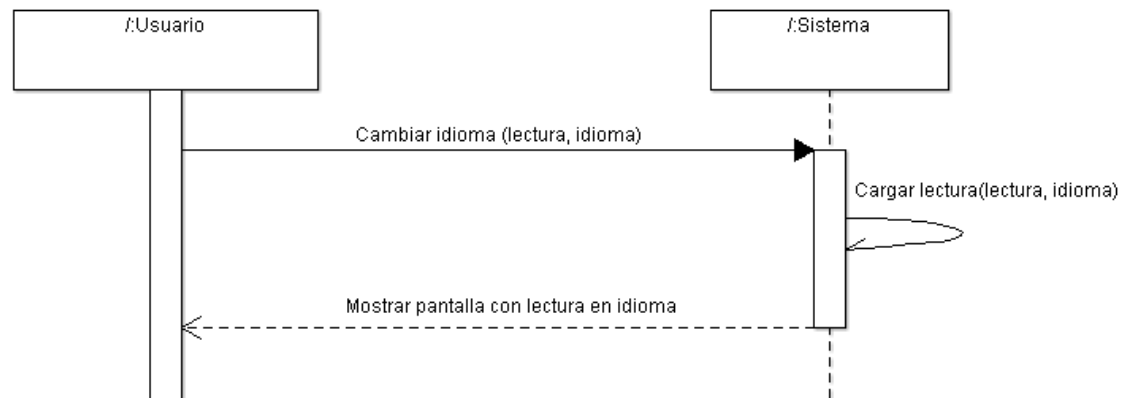 /:Usuario
/:Sistema
Cambiar idioma (lectura, idioma)
Cargar lectura(lectura, idioma)
Mostrar pantalla con lectura en idioma